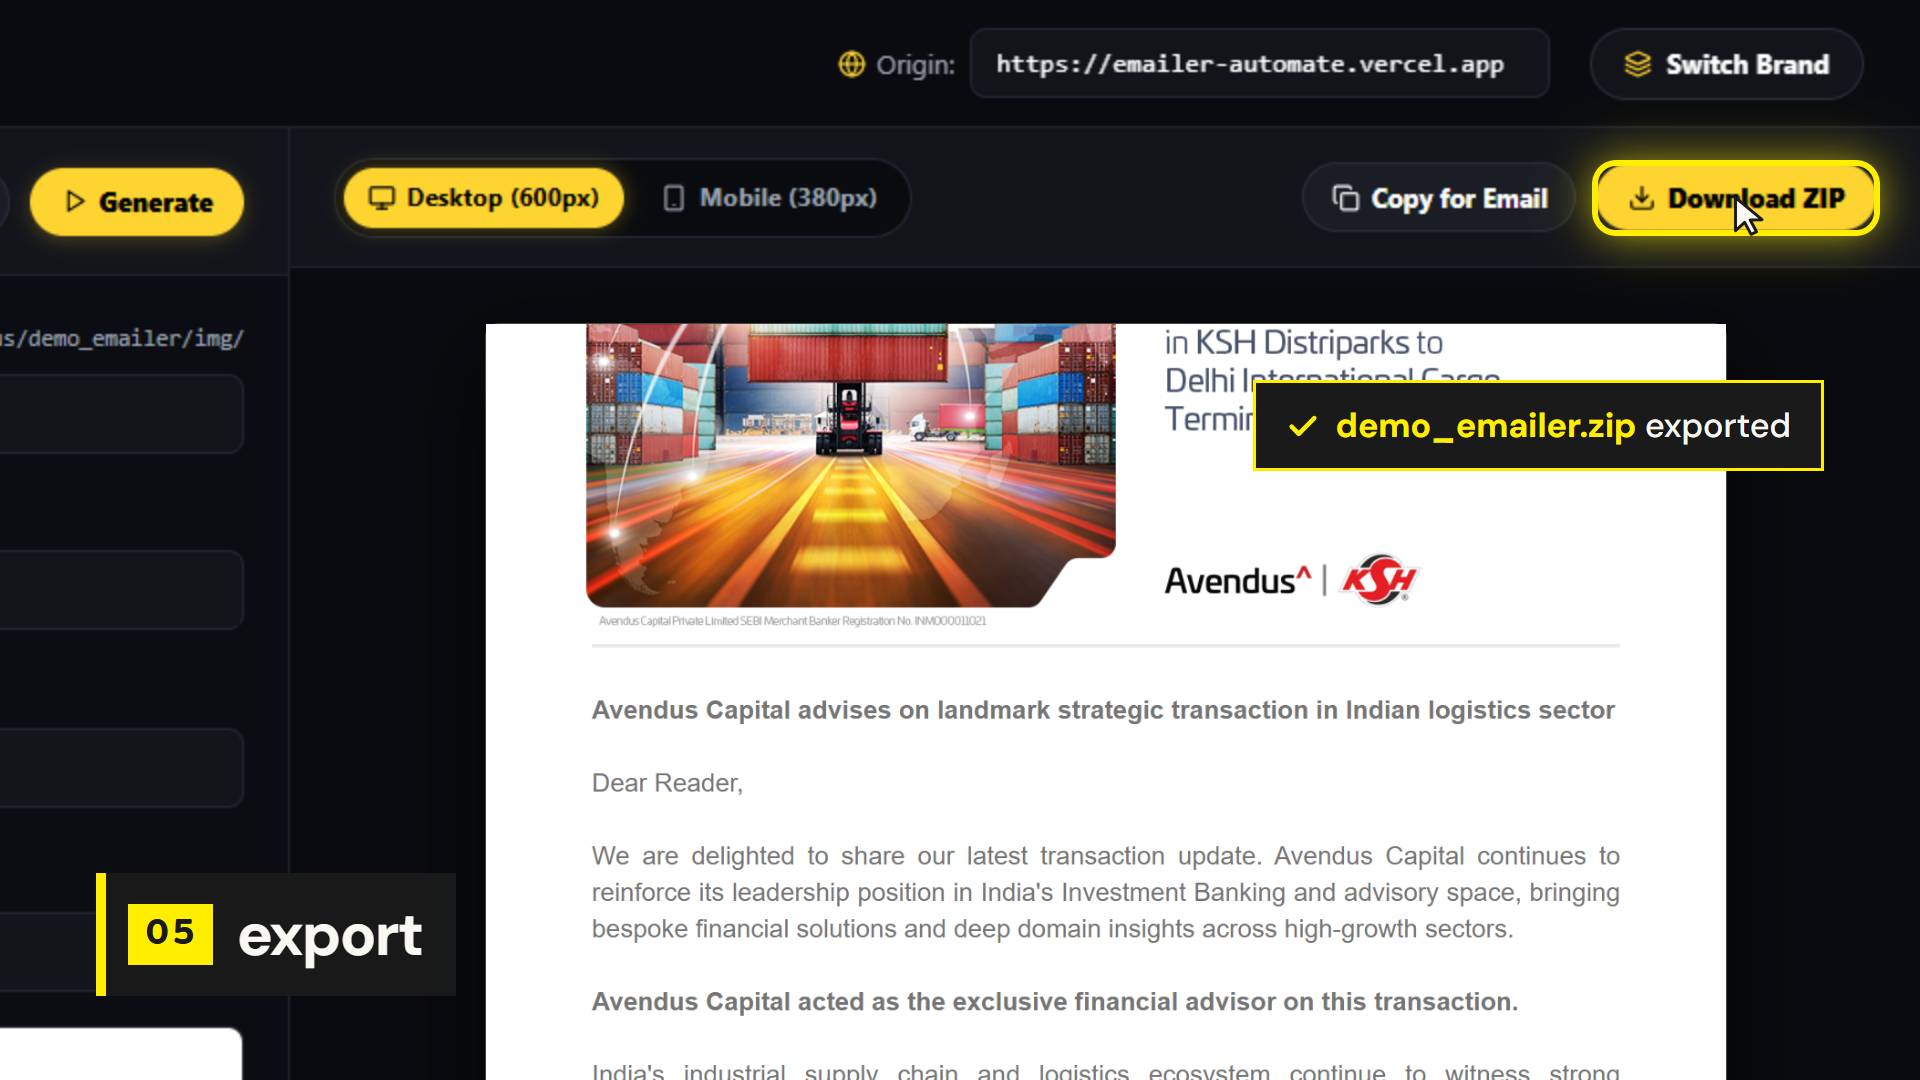 Origin:
https://emailer-automate.vercel.app
Switch Brand
Generate
Desktop (600px)
Mobile (380px)
Copy for Email
Download ZIP
s/demo_emailer/img/
in KSH Distriparks to
Delhi International Cargo
Termin
demo_emailer.zip exported
Avendus^ | KSH
Avendus Capital Private Limited SEBI Merchant Banker Registration No. INM000011021
Avendus Capital advises on landmark strategic transaction in Indian logistics sector
Dear Reader,
We are delighted to share our latest transaction update. Avendus Capital continues to
reinforce its leadership position in India's Investment Banking and advisory space, bringing
bespoke financial solutions and deep domain insights across high-growth sectors.
05 export
Avendus Capital acted as the exclusive financial advisor on this transaction.
India's industrial supply chain and logistics ecosystem continue to witness strong